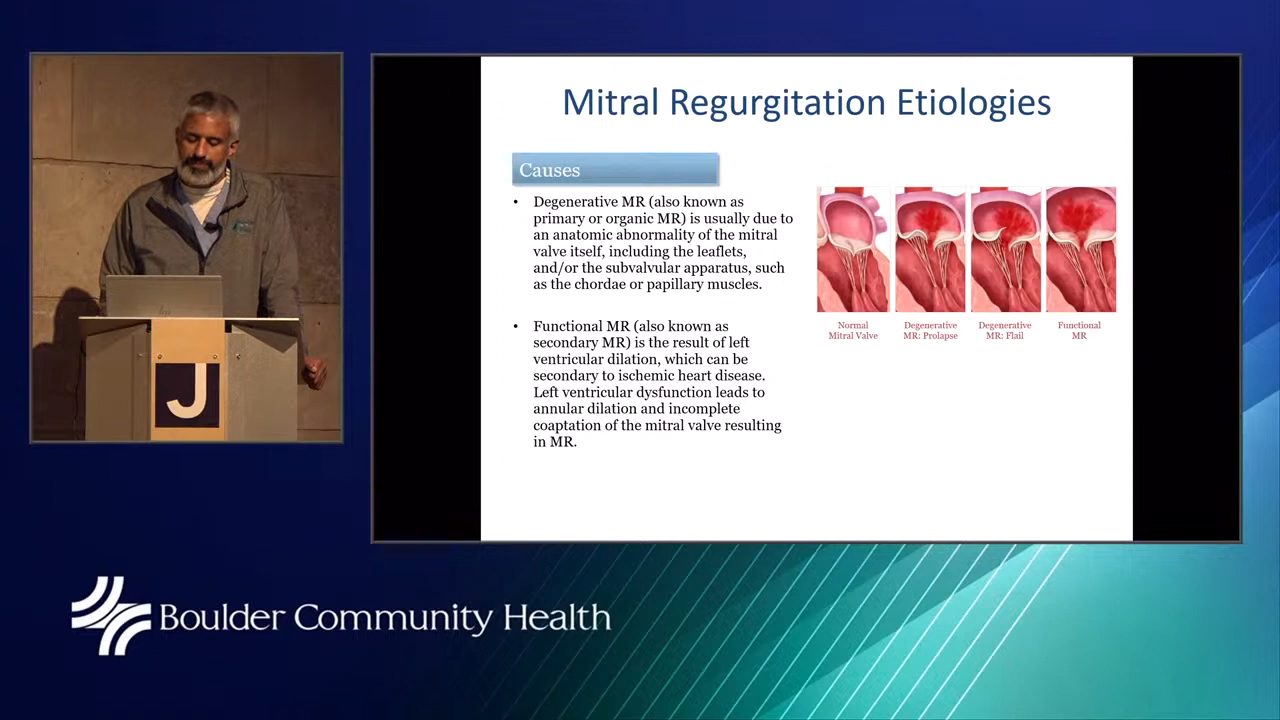 Mitral Regurgitation Etiologies
Causes
• Degenerative MR (also known as
primary or organic MR) is usually due to
an anatomic abnormality of the mitral
valve itself, including the leaflets,
and/or the subvalvular apparatus, such
as the chordae or papillary muscles.
• Functional MR (also known as
secondary MR) is the result of left
ventricular dilation, which can be
secondary to ischemic heart disease.
Left ventricular dysfunction leads to
annular dilation and incomplete
coaptation of the mitral valve resulting
in MR.
Normal
Mitral Valve
Degenerative
MR: Prolapse
Degenerative
MR: Flail
Functional
MR
J
Boulder Community Health